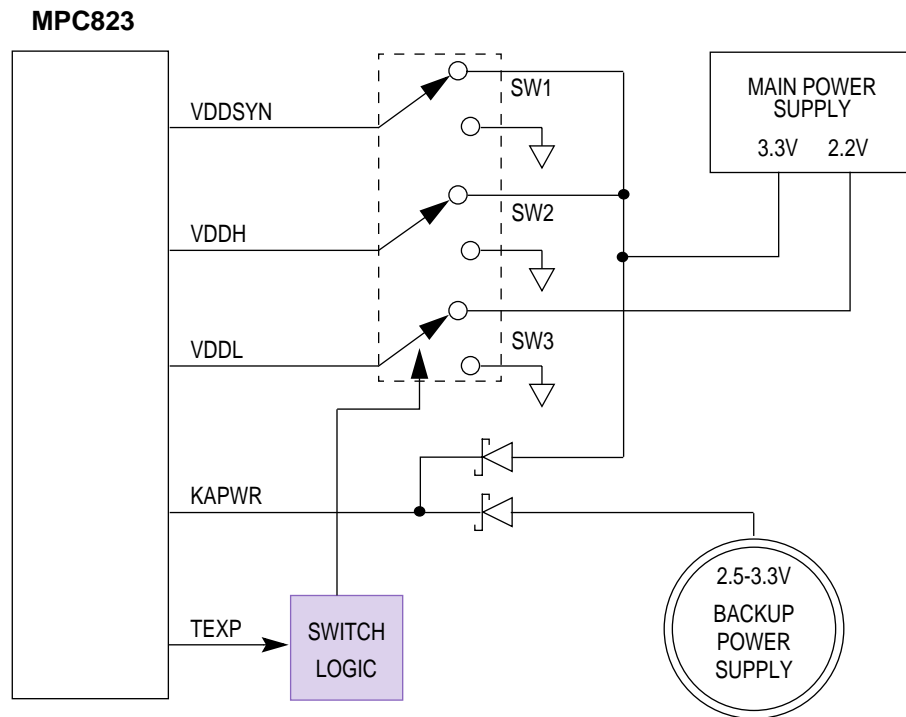 MPC823
VDDSYN
SW1
MAIN POWER
SUPPLY
3.3V 2.2V
VDDH
SW2
VDDL
SW3
KAPWR
TEXP
SWITCH
LOGIC
2.5-3.3V
BACKUP
POWER
SUPPLY